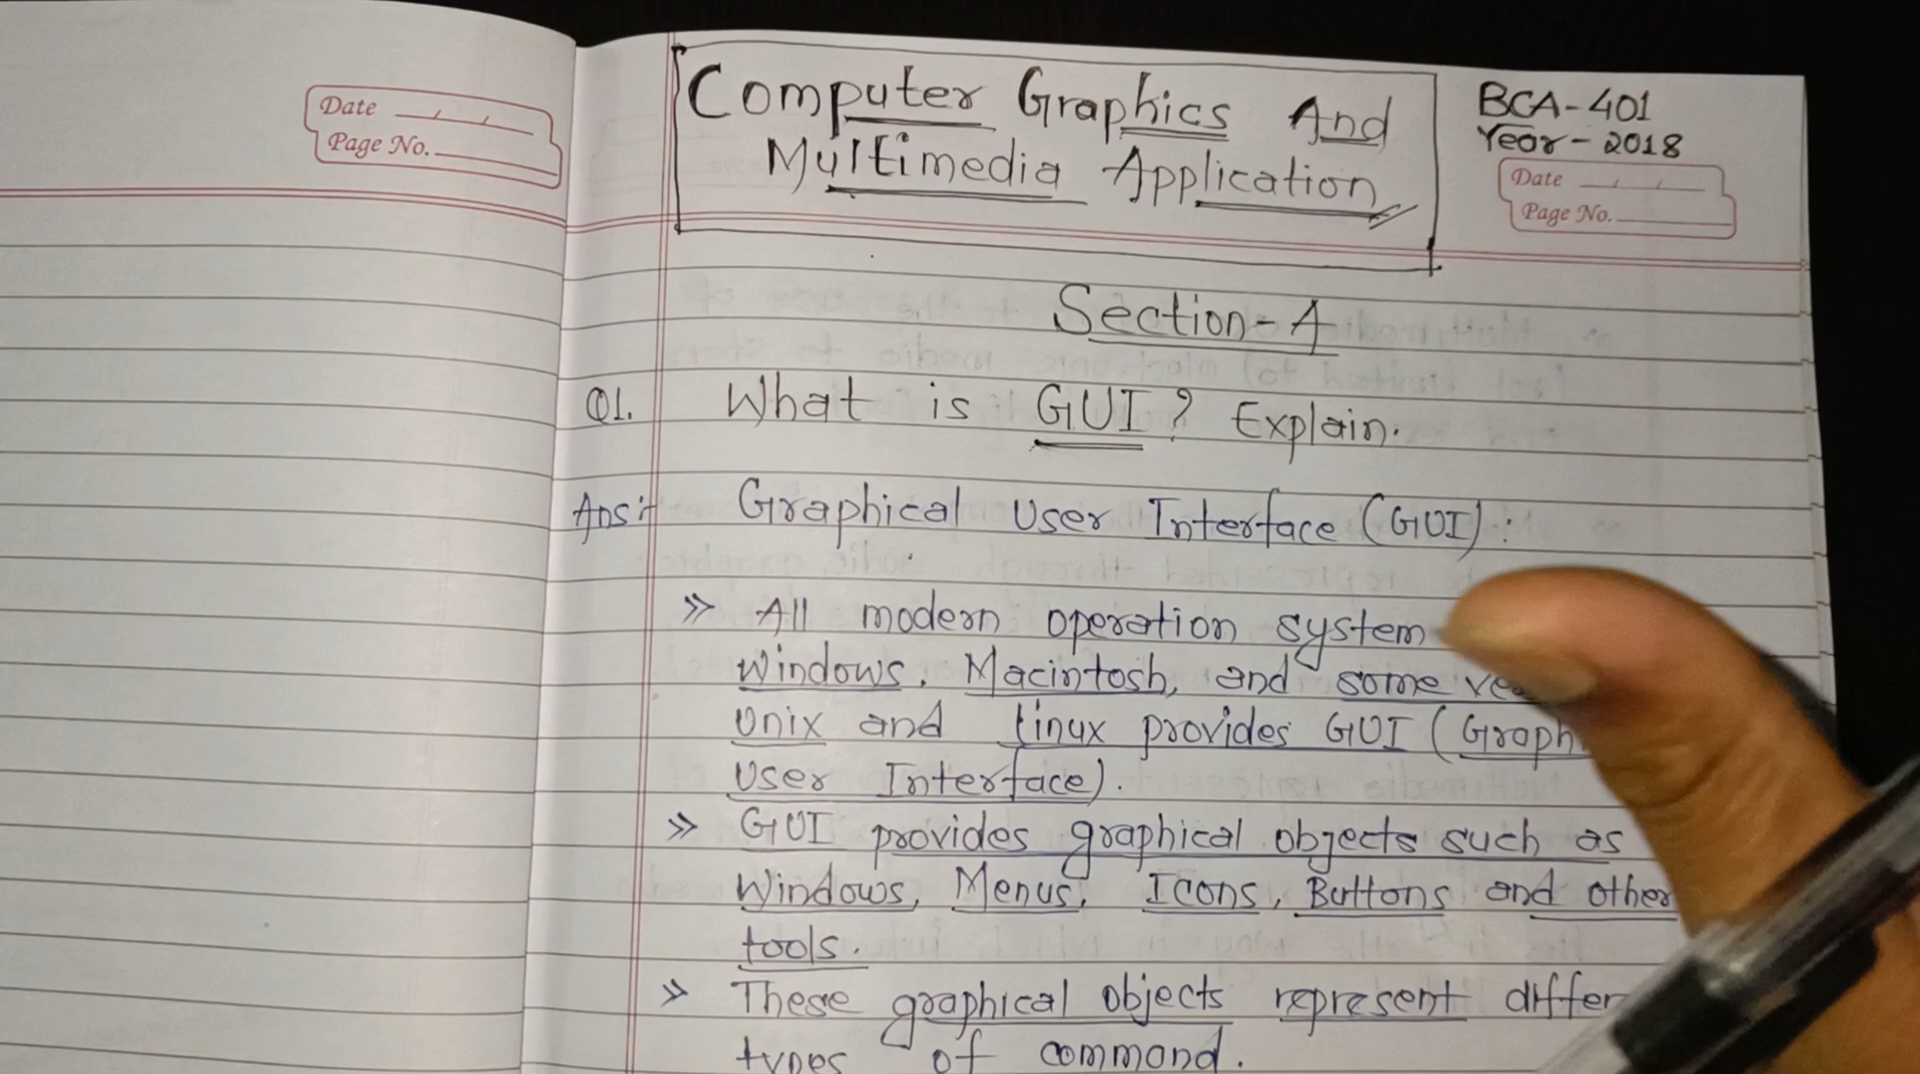 Date
Page No.
Computer Graphics And
Multimedia Application
BCA-401
Year-2018
Date
Page No.
Section-A
Q1. What is GUI? Explain.
Ans:- Graphical User Interface (GUI):
» All modern operation system
Windows, Macintosh, and some
Unix and Linux provides GUI (
User Interface).
» GUI provides graphical objects such as
Windows, Menus, Icons, Buttons and other
tools.
> These graphical objects represent
types of command.